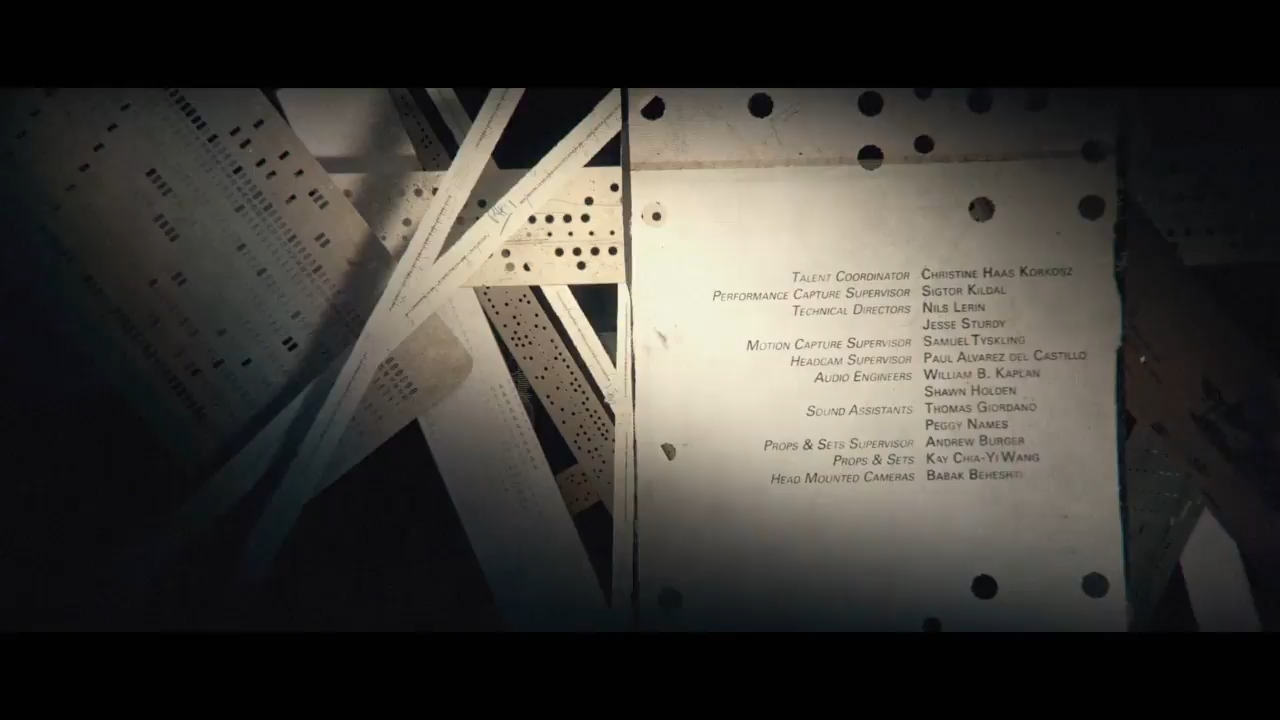 TALENT COORDINATOR CHRISTINE HAAS KORKOSZ
PERFORMANCE CAPTURE SUPERVISOR SIGTOR KILDAL
TECHNICAL DIRECTORS NILS LERIN
JESSE STURDY
MOTION CAPTURE SUPERVISOR SAMUEL TYSKLING
HEADCAM SUPERVISOR PAUL ALVAREZ DEL CASTILLO
AUDIO ENGINEERS WILLIAM B. KAPLAN
SHAWN HOLDEN
SOUND ASSISTANTS THOMAS GIORDANO
PEGGY NAMES
PROPS & SETS SUPERVISOR ANDREW BURGER
PROPS & SETS KAY CHIA-YI WANG
HEAD MOUNTED CAMERAS BABAK BEHESHTI